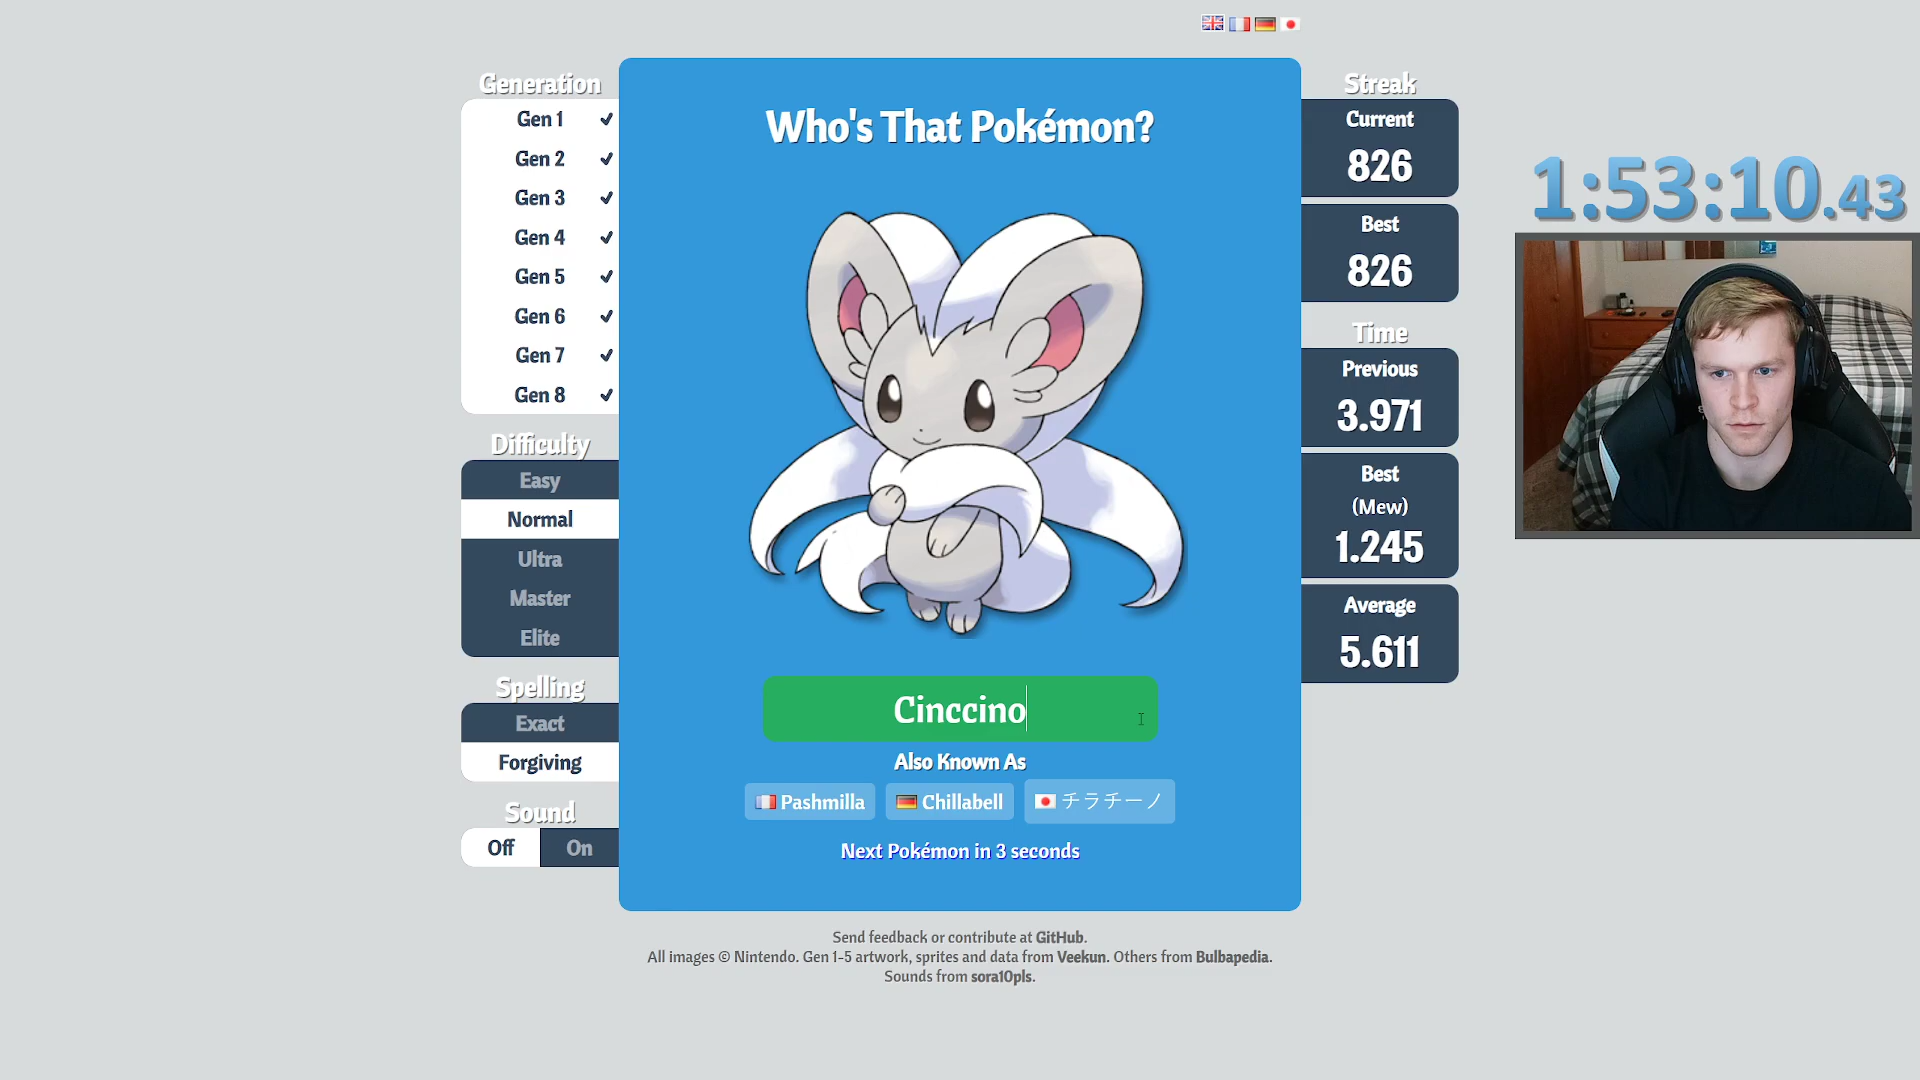 Generation
Gen 1 ✔
Gen 2 ✔
Gen 3 ✔
Gen 4 ✔
Gen 5 ✔
Gen 6 ✔
Gen 7 ✔
Gen 8 ✔
Difficulty
Easy
Normal
Ultra
Master
Elite
Spelling
Exact
Forgiving
Sound
Off On
Who's That Pokémon?
Cinccino
Also Known As
Pashmilla Chillabell チラチーノ
Next Pokémon in 3 seconds
Streak
Current
826
Best
826
Time
Previous
3.971
Best
(Mew)
1.245
Average
5.611
1:53:10.43
Send feedback or contribute at GitHub.
All images © Nintendo. Gen 1-5 artwork, sprites and data from Veekun. Others from Bulbapedia.
Sounds from sora10pls.